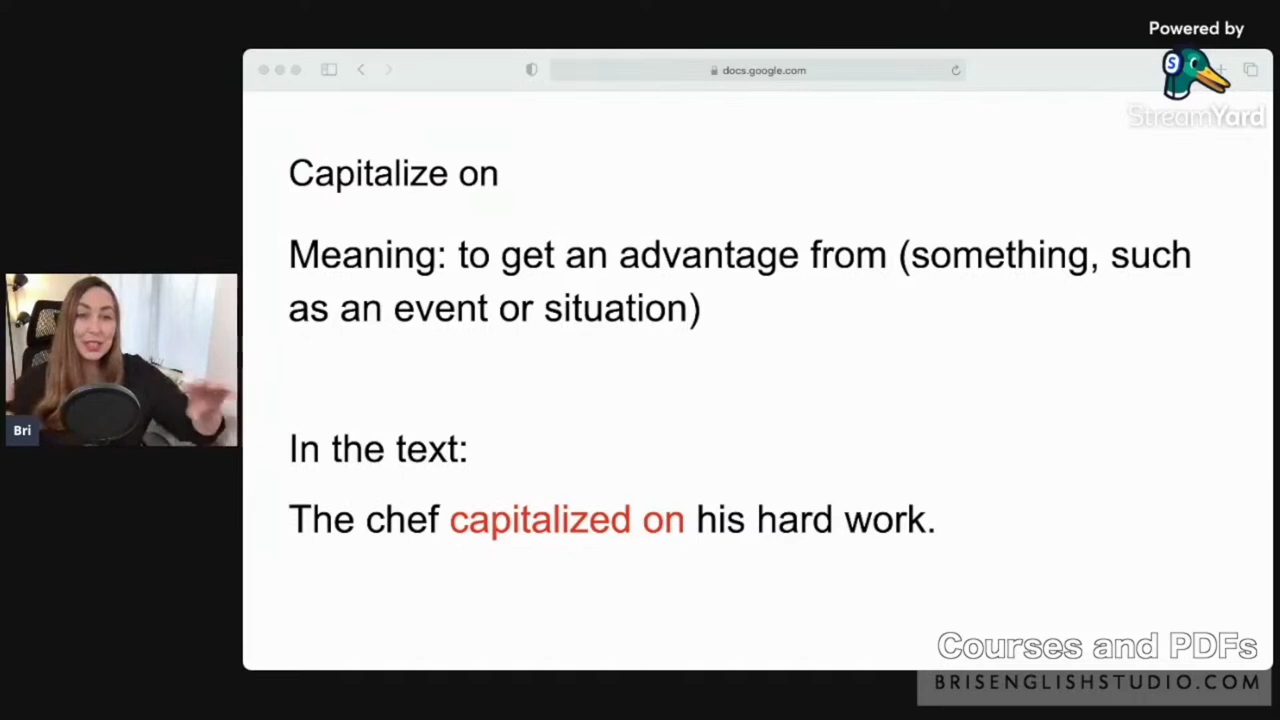 Powered by
StreamYard
docs.google.com
Capitalize on
Meaning: to get an advantage from (something, such
as an event or situation)
In the text:
The chef capitalized on his hard work.
Bri
Courses and PDFs
BRISENGLISHSTUDIO.COM